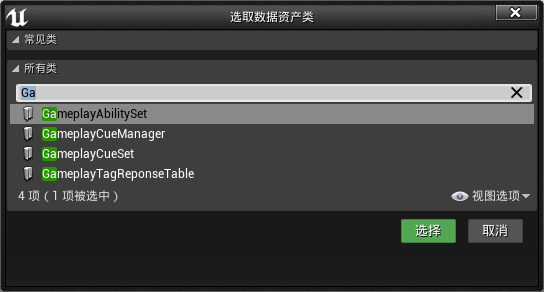 选取数据资产类
常见类
所有类
Ga
GameplayAbilitySet
GameplayCueManager
GameplayCueSet
GameplayTagReponseTable
4 项（1 项被选中）
视图选项
选择
取消